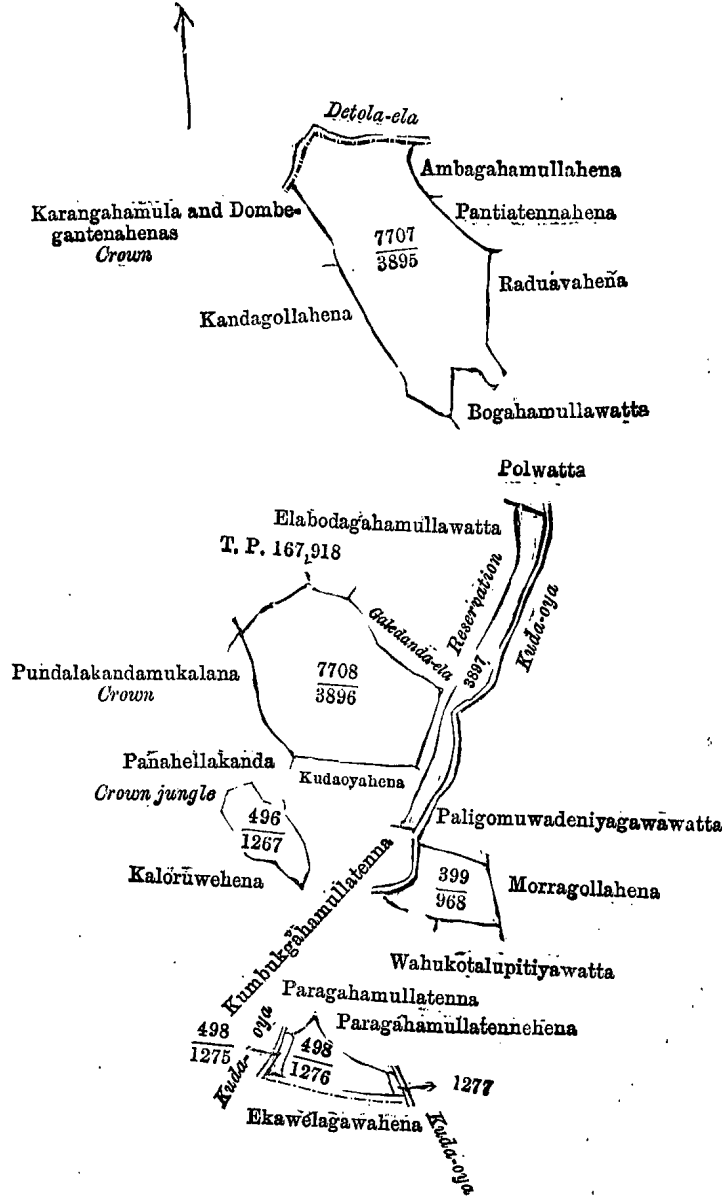 Detola-ela
Ambagahamullahena
Karangahamula and Dombe-
gantenahenas
Crown
Pantiatennahena
7707
3895
Raduavahena
Kandagollahena
Bogahamullawatta
Polwatta
Elabodagahamullawatta
T. P. 167,918
Galedanda-ela
Reservation
3897
Kuda-oya
Pundalakandamukalana
Crown
7708
3896
Panahellakanda
Crown jungle
Kudaoyahena
496
1267
Paligomuwadeniyagawawatta
Kaloruwehena
399
968
Morragollahena
Kumbukgahamullatenna
Wahukotalupitiyawatta
Paragahamullatenna
Paragahamullatennehena
498
1275
Kuda-oya
498
1276
1277
Ekawelagawahena
Kuda-oya